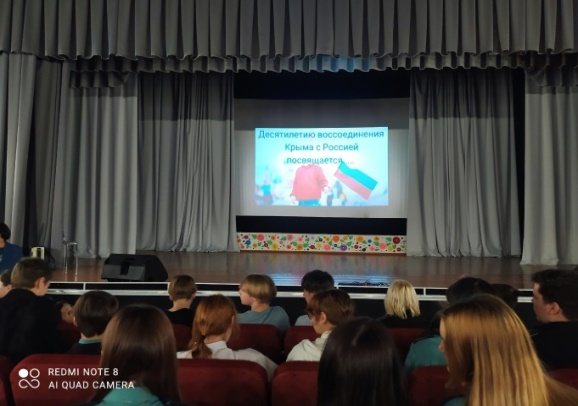 Десятилетию воссоединения
Крыма с Россией
посвящается ...
REDMI NOTE 8
AI QUAD CAMERA